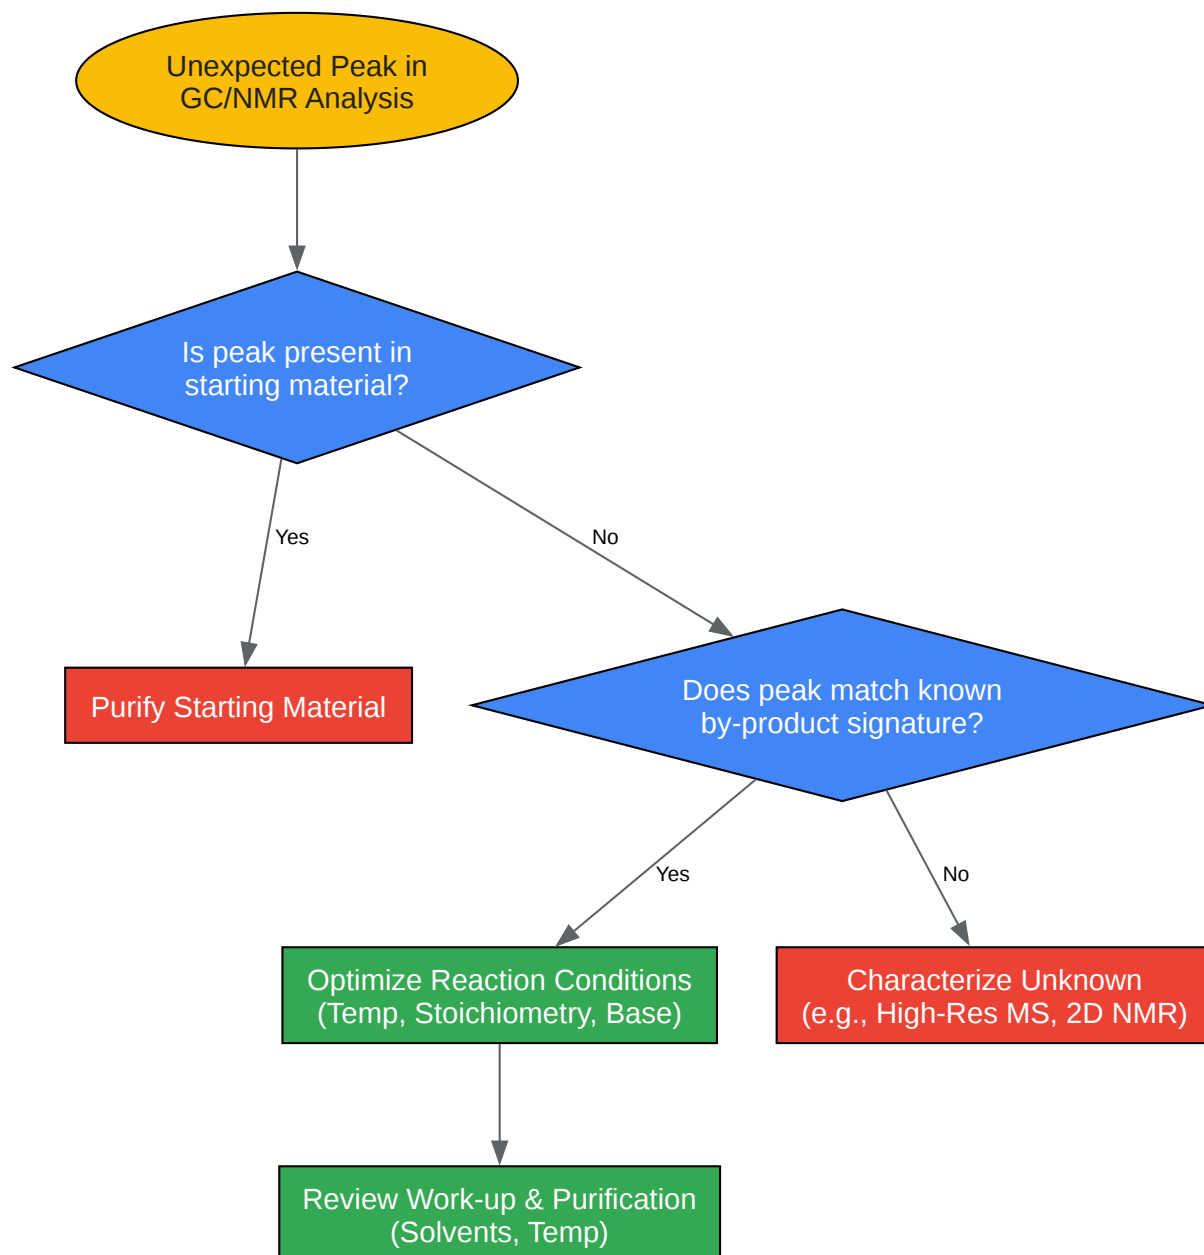 Unexpected Peak in
GC/NMR Analysis
Is peak present in
starting material?
Yes
No
Purify Starting Material
Does peak match known
by-product signature?
Yes
No
Optimize Reaction Conditions
(Temp, Stoichiometry, Base)
Characterize Unknown
(e.g., High-Res MS, 2D NMR)
Review Work-up & Purification
(Solvents, Temp)